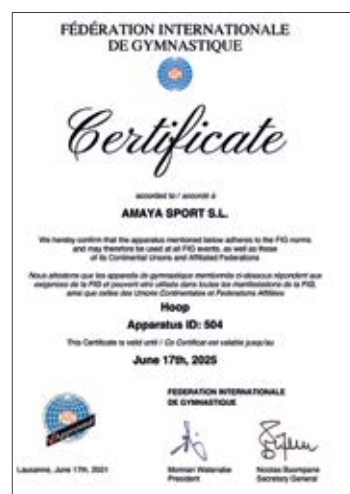 FÉDÉRATION INTERNATIONALE
DE GYMNASTIQUE
Certificate
accorded to / accordé à
AMAYA SPORT S.L.
We hereby confirm that the apparatus mentioned below adheres to the FIG norms
and may therefore be used at all FIG events, as well as those
of its Continental Unions and Affiliated Federations
Nous attestons que les appareils de gymnastique mentionnés ci-dessous répondent aux
exigences de la FIG et peuvent être utilisés dans toutes les manifestations de la FIG,
ainsi que celles des Unions Continentales et Fédérations Affiliées
Hoop
Apparatus ID: 504
This Certificate is valid until / Ce Certificat est valable jusqu'au
June 17th, 2025
FEDERATION INTERNATIONALE
DE GYMNASTIQUE
Lausanne, June 17th, 2021
Morinari Watanabe
President
Nicolas Buompane
Secretary General